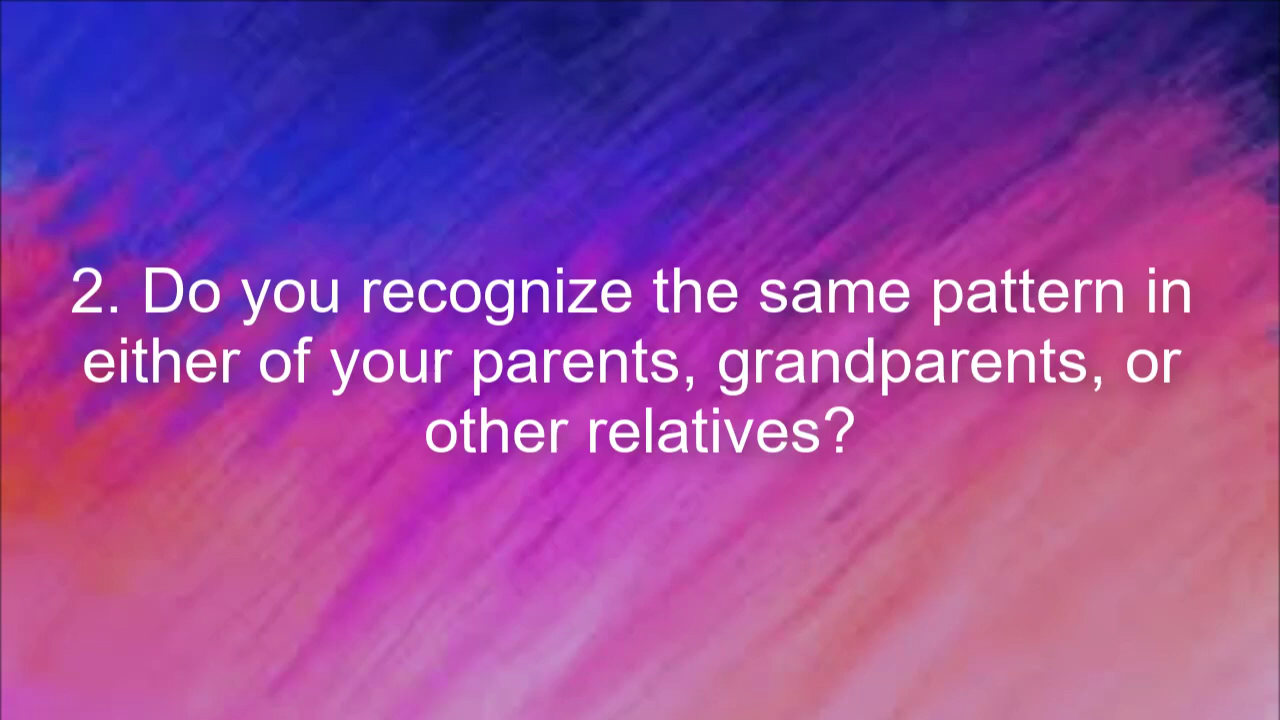 2. Do you recognize the same pattern in
either of your parents, grandparents, or
other relatives?